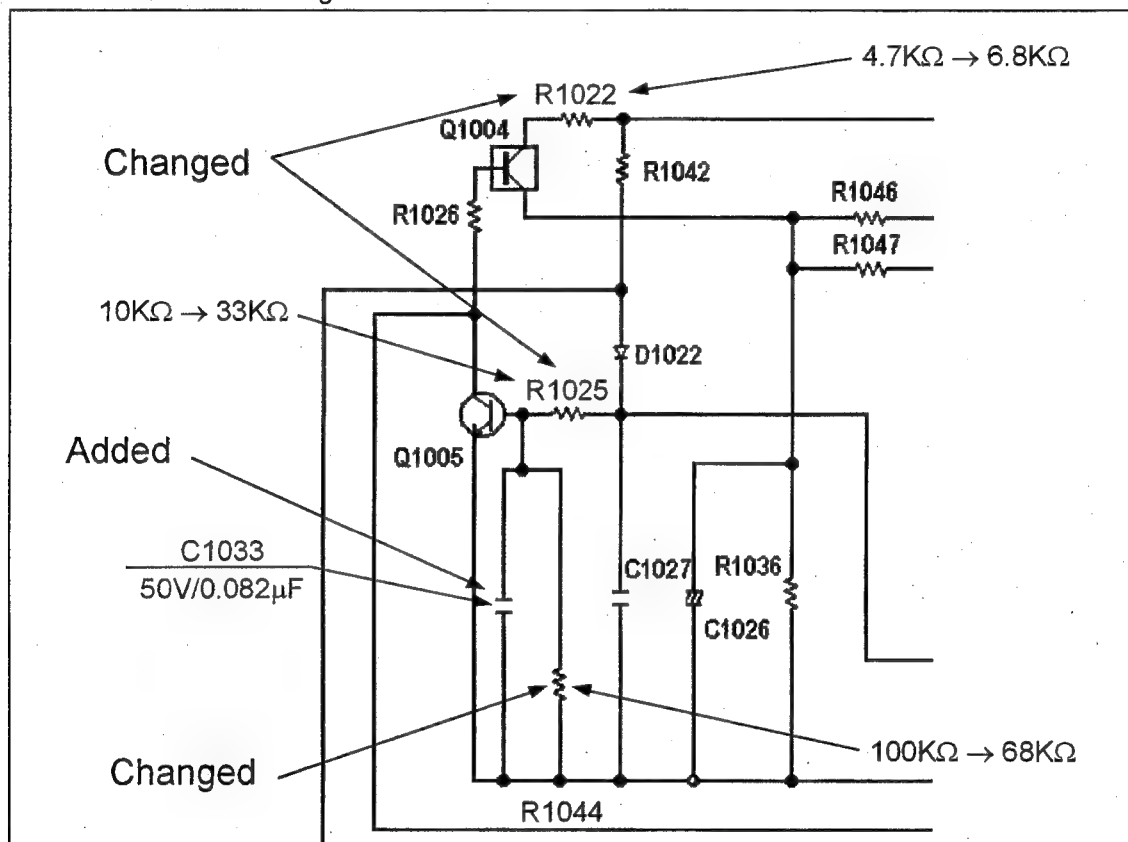 4.7KΩ → 6.8KΩ
R1022
Q1004
Changed
R1042
R1046
R1026
R1047
10KΩ → 33KΩ
D1022
R1025
Added
Q1005
C1033
50V/0.082µF
C1027
R1036
C1026
Changed
100KΩ → 68KΩ
R1044